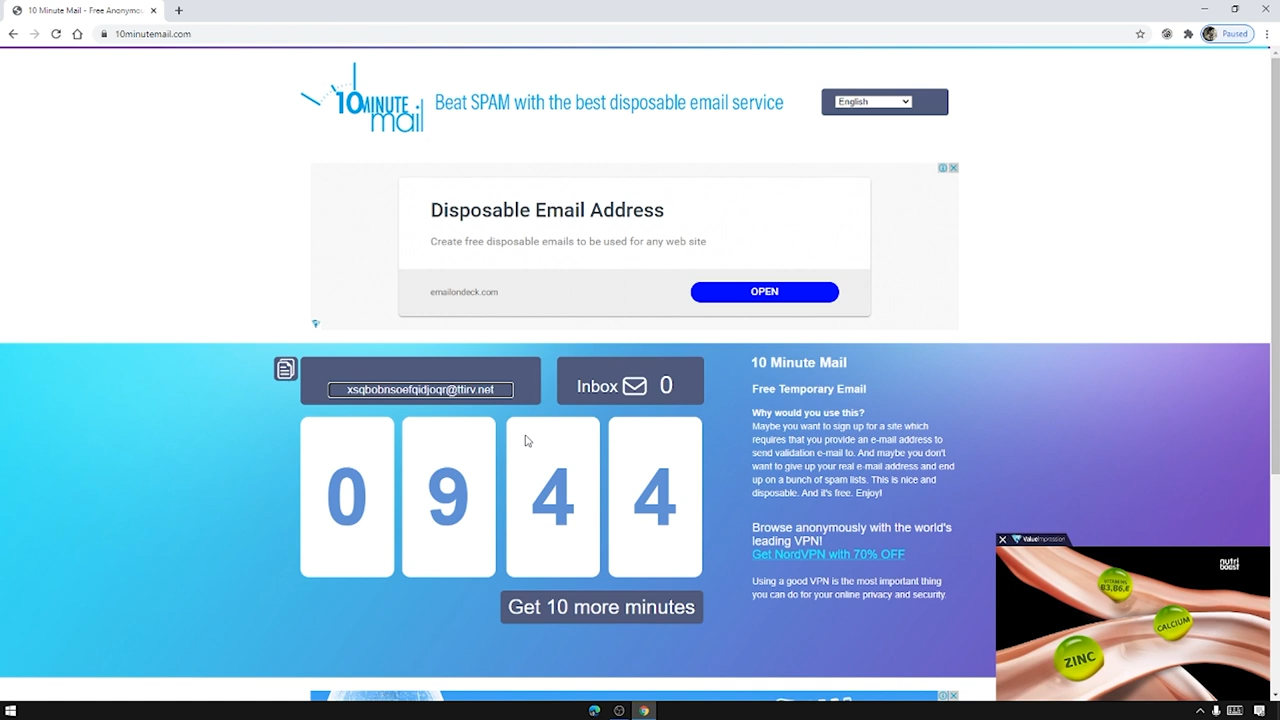 10 Minute Mail - Free Anonymou
10minutemail.com
Paused
10MINUTE
mail
Beat SPAM with the best disposable email service
English
Disposable Email Address
Create free disposable emails to be used for any web site
emailondeck.com
OPEN
xsqbobnsoefqidjoqr@ttirv.net
Inbox 0
0 9 4 4
Get 10 more minutes
10 Minute Mail
Free Temporary Email
Why would you use this?
Maybe you want to sign up for a site which
requires that you provide an e-mail address to
send validation e-mail to. And maybe you don't
want to give up your real e-mail address and end
up on a bunch of spam lists. This is nice and
disposable. And it's free. Enjoy!
Browse anonymously with the world's
leading VPN!
Get NordVPN with 70% OFF
Using a good VPN is the most important thing
you can do for your online privacy and security.
ValueImpression
nutri
boost
VITAMINS
B3,B6,E
CALCIUM
ZINC